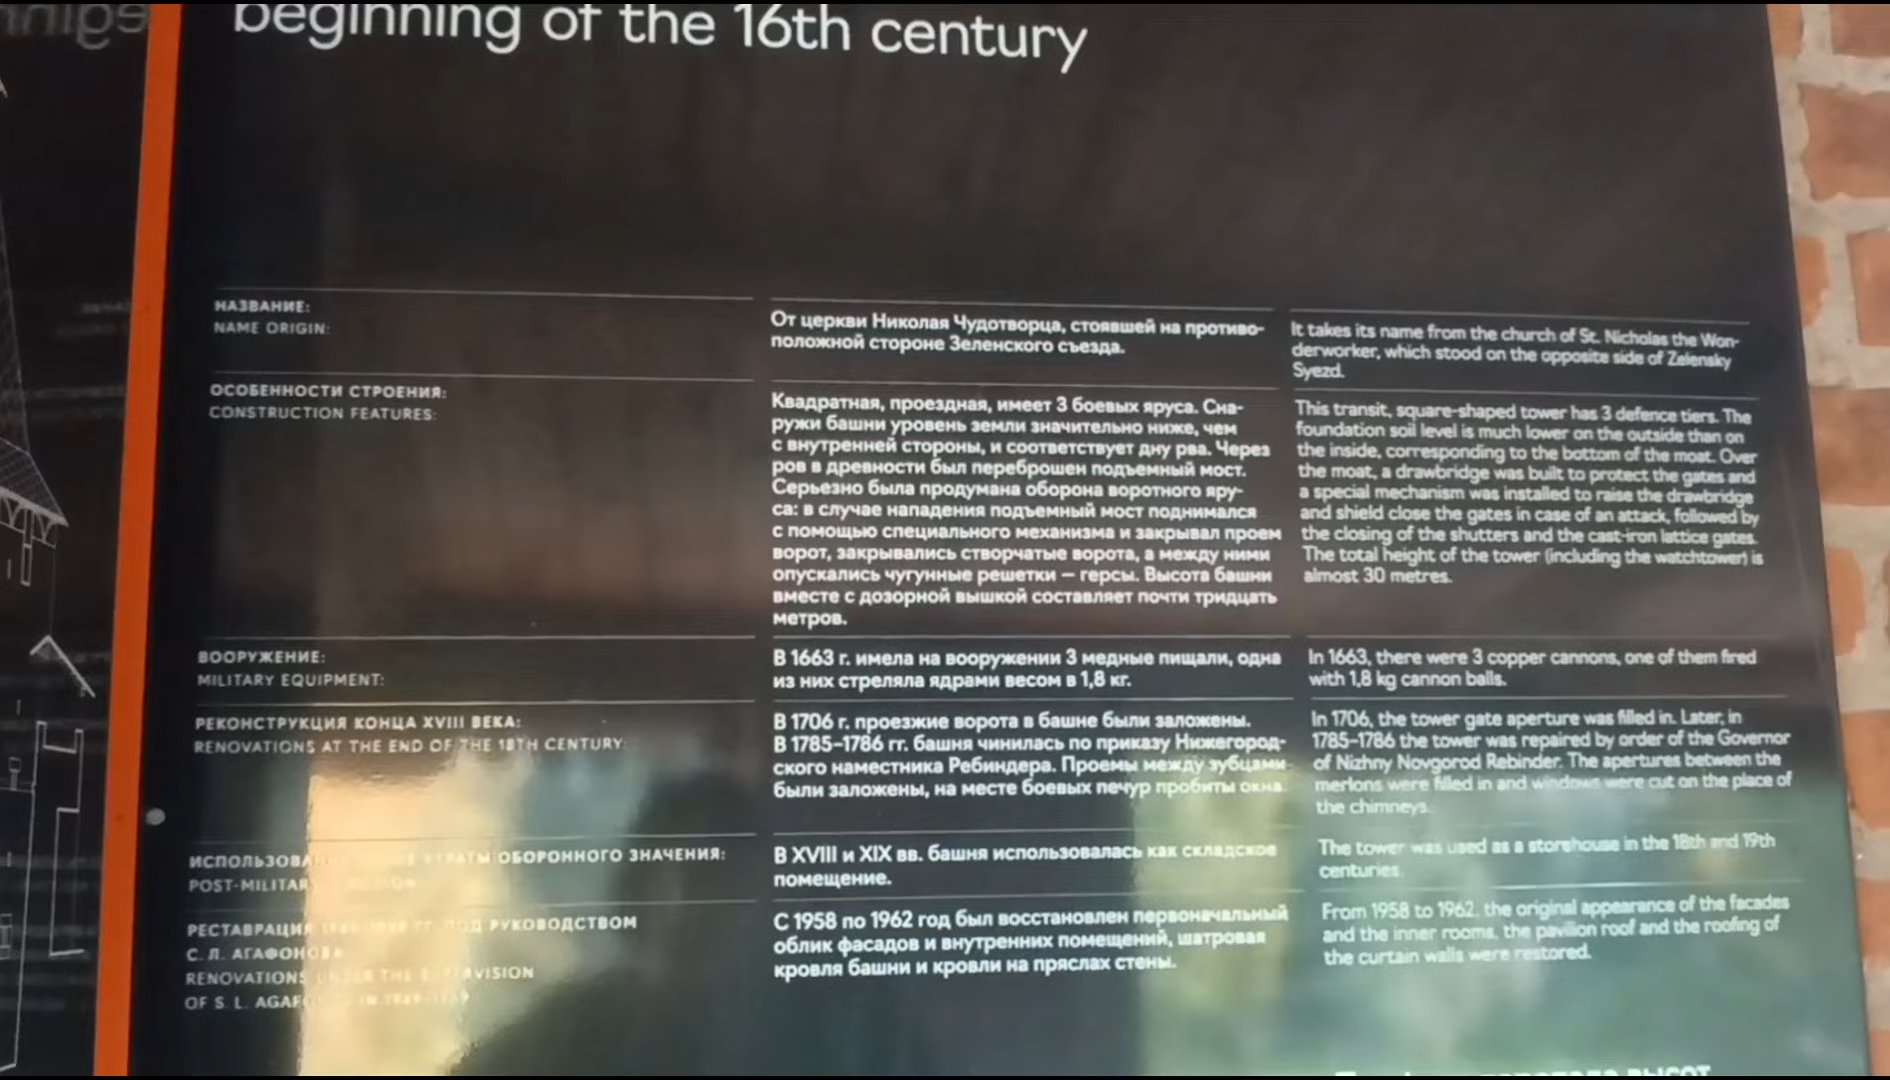 beginning of the 16th century
НАЗВАНИЕ:
NAME ORIGIN:
От церкви Николая Чудотворца, стоявшей на противо-
положной стороне Зеленского съезда.
It takes its name from the church of St. Nicholas the Won-
derworker, which stood on the opposite side of Zelensky
Syezd.
ОСОБЕННОСТИ СТРОЕНИЯ:
CONSTRUCTION FEATURES:
Квадратная, проездная, имеет 3 боевых яруса. Сна-
ружи башни уровень земли значительно ниже, чем
с внутренней стороны, и соответствует дну рва. Через
ров в древности был переброшен подъемный мост.
Серьезно была продумана оборона воротного яру-
са: в случае нападения подъемный мост поднимался
с помощью специального механизма и закрывал проем
ворот, закрывались створчатые ворота, а между ними
опускались чугунные решетки – герсы. Высота башни
вместе с дозорной вышкой составляет почти тридцать
метров.
This transit, square-shaped tower has 3 defence tiers. The
foundation soil level is much lower on the outside than on
the inside, corresponding to the bottom of the moat. Over
the moat, a drawbridge was built to protect the gates and
a special mechanism was installed to raise the drawbridge
and shield close the gates in case of an attack, followed by
the closing of the shutters and the cast-iron lattice gates.
The total height of the tower (including the watchtower) is
almost 30 metres.
ВООРУЖЕНИЕ:
MILITARY EQUIPMENT:
В 1663 г. имела на вооружении 3 медные пищали, одна
из них стреляла ядрами весом в 1,8 кг.
In 1663, there were 3 copper cannons, one of them fired
with 1,8 kg cannon balls.
РЕКОНСТРУКЦИЯ КОНЦА XVIII ВЕКА:
RENOVATIONS AT THE END OF THE 18TH CENTURY:
В 1706 г. проезжие ворота в башне были заложены.
В 1785–1786 гг. башня чинилась по приказу Нижегород-
ского наместника Ребиндера. Проемы между зубцами
были заложены, на месте боевых печур пробиты окна.
In 1706, the tower gate aperture was filled in. Later, in
1785–1786 the tower was repaired by order of the Governor
of Nizhny Novgorod Rebinder. The apertures between the
merlons were filled in and windows were cut on the place of
the chimneys.
ОБОРОННОГО ЗНАЧЕНИЯ:
В XVIII и XIX вв. башня использовалась как складское
помещение.
The tower was used as a storehouse in the 18th and 19th
centuries.
РУКОВОДСТВОМ
С. Л. АГАФОНОВА
RENOVATIONS
OF S. L.
С 1958 по 1962 год был восстановлен первоначальный
облик фасадов и внутренних помещений, шатровая
кровля башни и кровли на пряслах стены.
From 1958 to 1962, the original appearance of the facades
and the inner rooms, the pavilion roof and the roofing of
the curtain walls were restored.